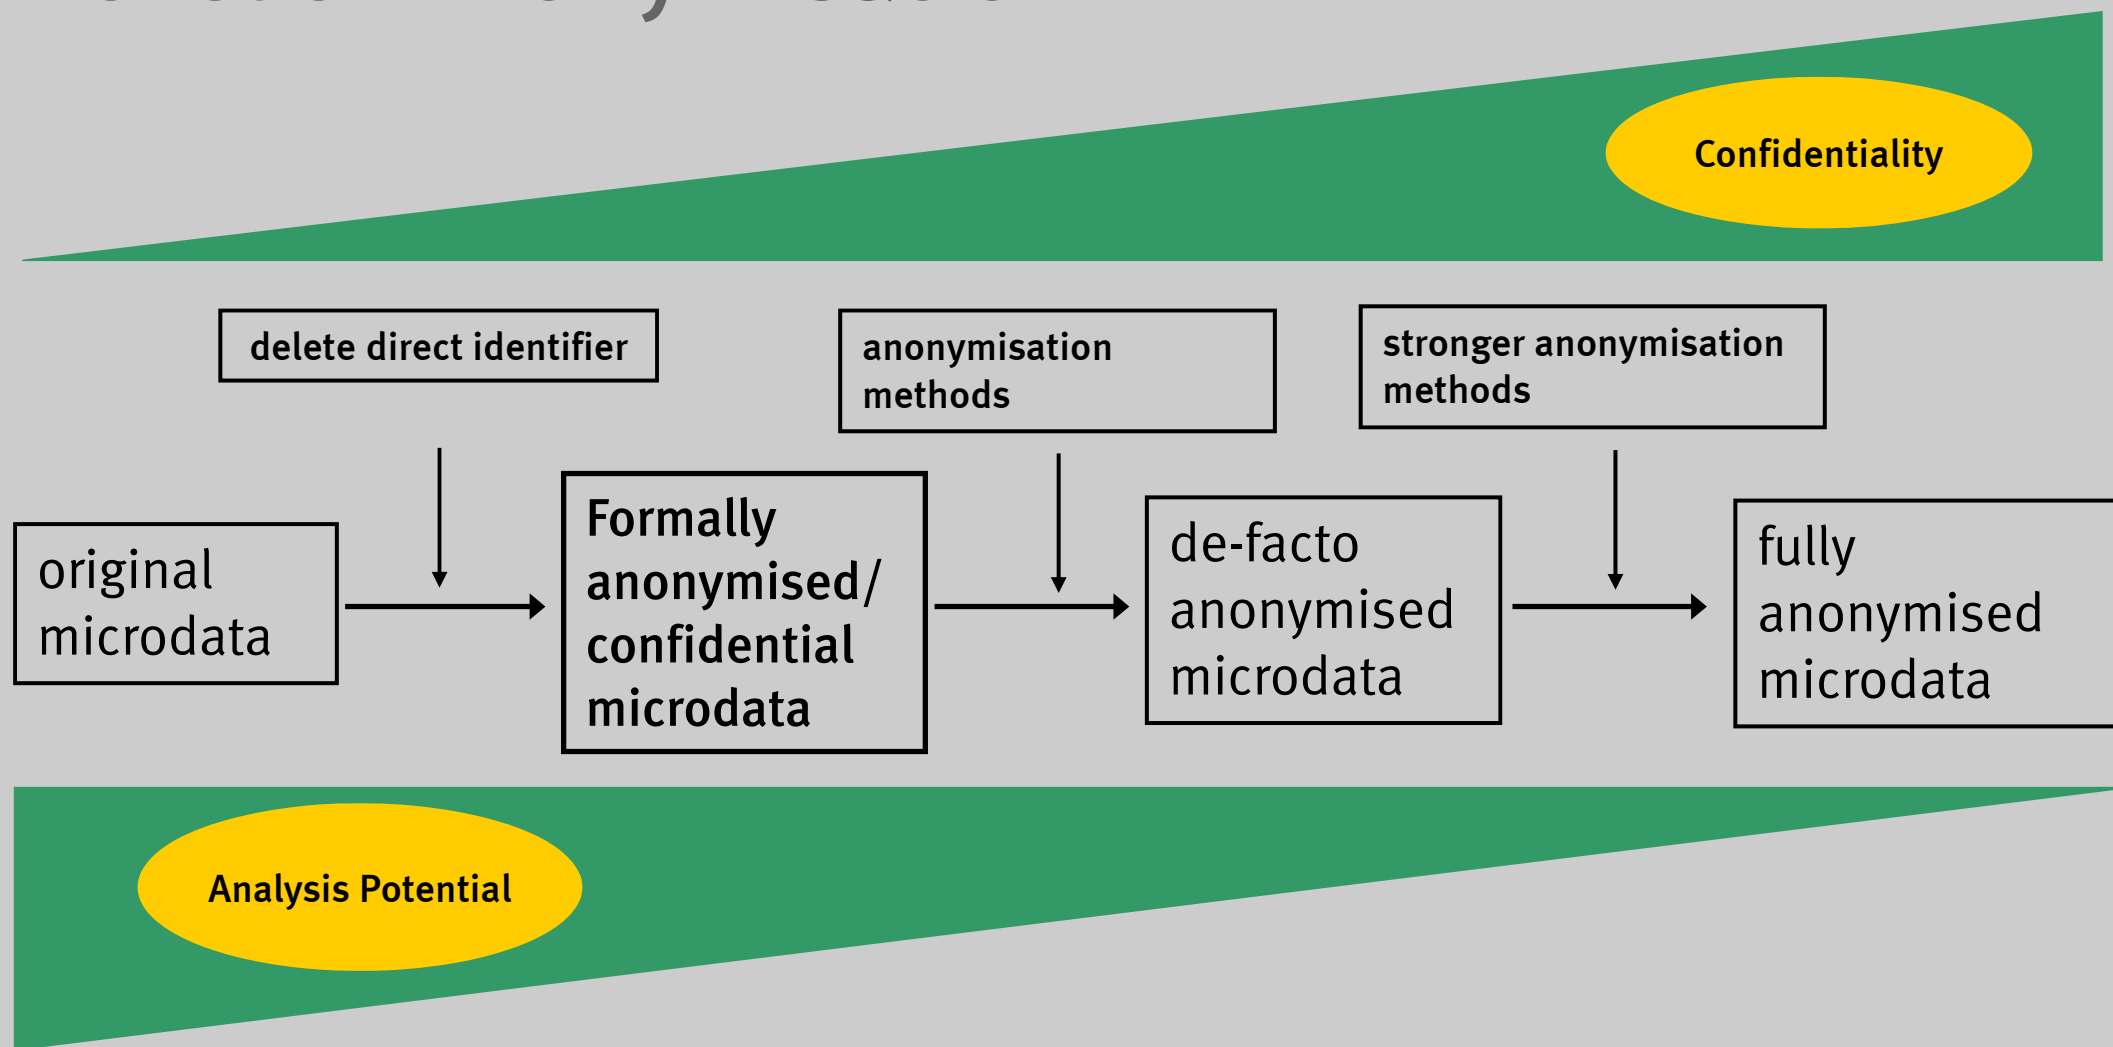 Confidentiality
delete direct identifier
anonymisation
methods
stronger anonymisation
methods
original
microdata
Formally
anonymised/
confidential
microdata
de-facto
anonymised
microdata
fully
anonymised
microdata
Analysis Potential